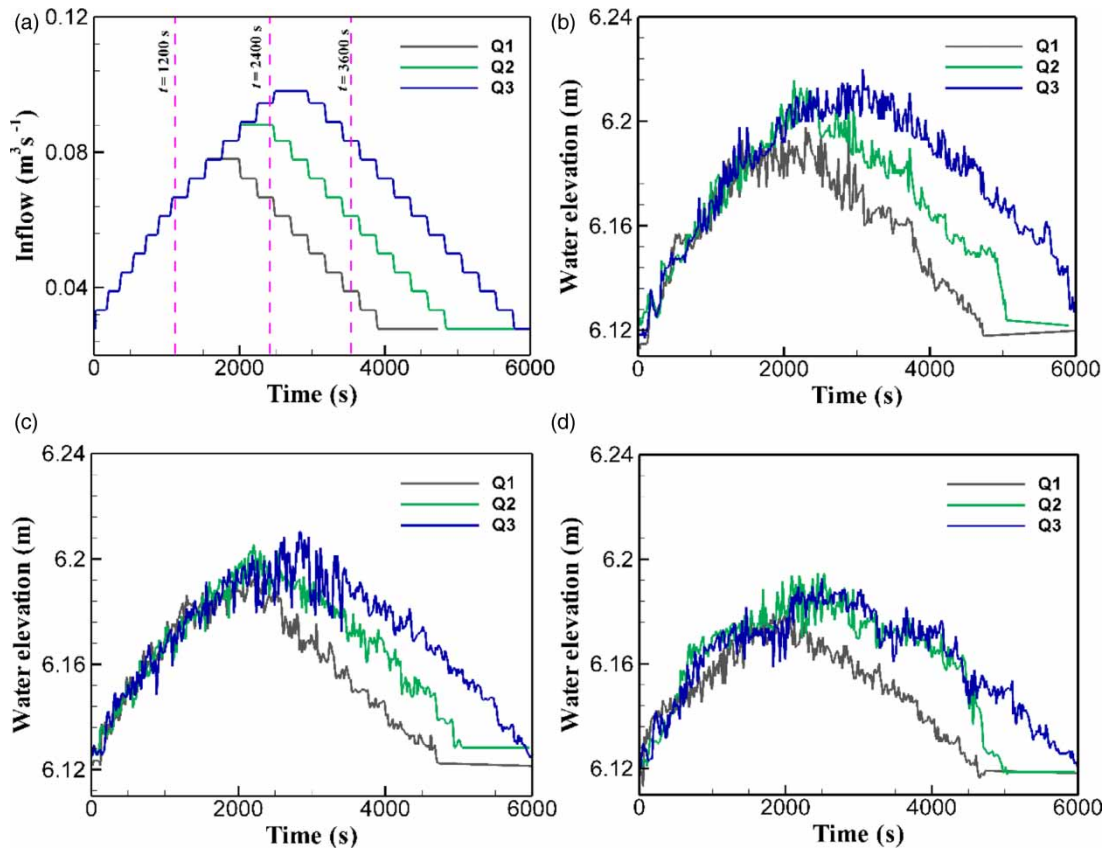 (a)
0.12
0.08
0.04
Inflow (m³ s⁻¹)
t = 1200 s
t = 2400 s
t = 3600 s
Q1
Q2
Q3
0
2000
4000
6000
Time (s)
(b)
6.24
6.2
6.16
6.12
Water elevation (m)
Q1
Q2
Q3
0
2000
4000
6000
Time (s)
(c)
6.24
6.2
6.16
6.12
Water elevation (m)
Q1
Q2
Q3
0
2000
4000
6000
Time (s)
(d)
6.24
6.2
6.16
6.12
Water elevation (m)
Q1
Q2
Q3
0
2000
4000
6000
Time (s)